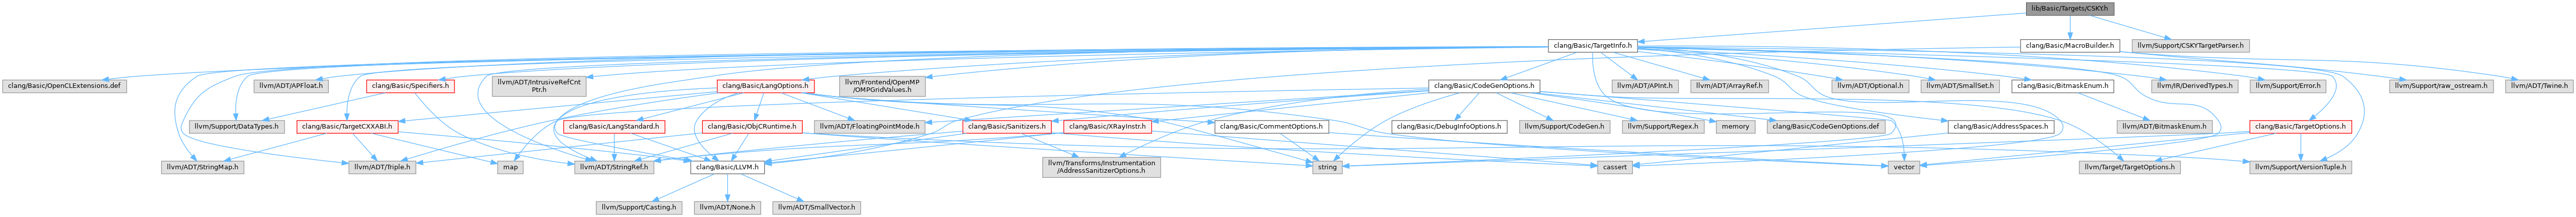 lib/Basic/Targets/CSKY.h
clang/Basic/TargetInfo.h
clang/Basic/MacroBuilder.h
llvm/Support/CSKYTargetParser.h
clang/Basic/OpenCLExtensions.def
llvm/ADT/APFloat.h
clang/Basic/Specifiers.h
llvm/ADT/IntrusiveRefCnt
Ptr.h
clang/Basic/LangOptions.h
llvm/Frontend/OpenMP
/OMPGridValues.h
clang/Basic/CodeGenOptions.h
llvm/ADT/APInt.h
llvm/ADT/ArrayRef.h
llvm/ADT/Optional.h
llvm/ADT/SmallSet.h
clang/Basic/BitmaskEnum.h
llvm/IR/DerivedTypes.h
llvm/Support/Error.h
llvm/Support/raw_ostream.h
llvm/ADT/Twine.h
llvm/Support/DataTypes.h
clang/Basic/TargetCXXABI.h
clang/Basic/LangStandard.h
clang/Basic/ObjCRuntime.h
llvm/ADT/FloatingPointMode.h
clang/Basic/Sanitizers.h
clang/Basic/XRayInstr.h
clang/Basic/CommentOptions.h
clang/Basic/DebugInfoOptions.h
llvm/Support/CodeGen.h
llvm/Support/Regex.h
memory
clang/Basic/CodeGenOptions.def
clang/Basic/AddressSpaces.h
llvm/ADT/BitmaskEnum.h
clang/Basic/TargetOptions.h
llvm/ADT/StringMap.h
llvm/ADT/Triple.h
map
llvm/ADT/StringRef.h
clang/Basic/LLVM.h
llvm/Transforms/Instrumentation
/AddressSanitizerOptions.h
string
cassert
vector
llvm/Target/TargetOptions.h
llvm/Support/VersionTuple.h
llvm/Support/Casting.h
llvm/ADT/None.h
llvm/ADT/SmallVector.h